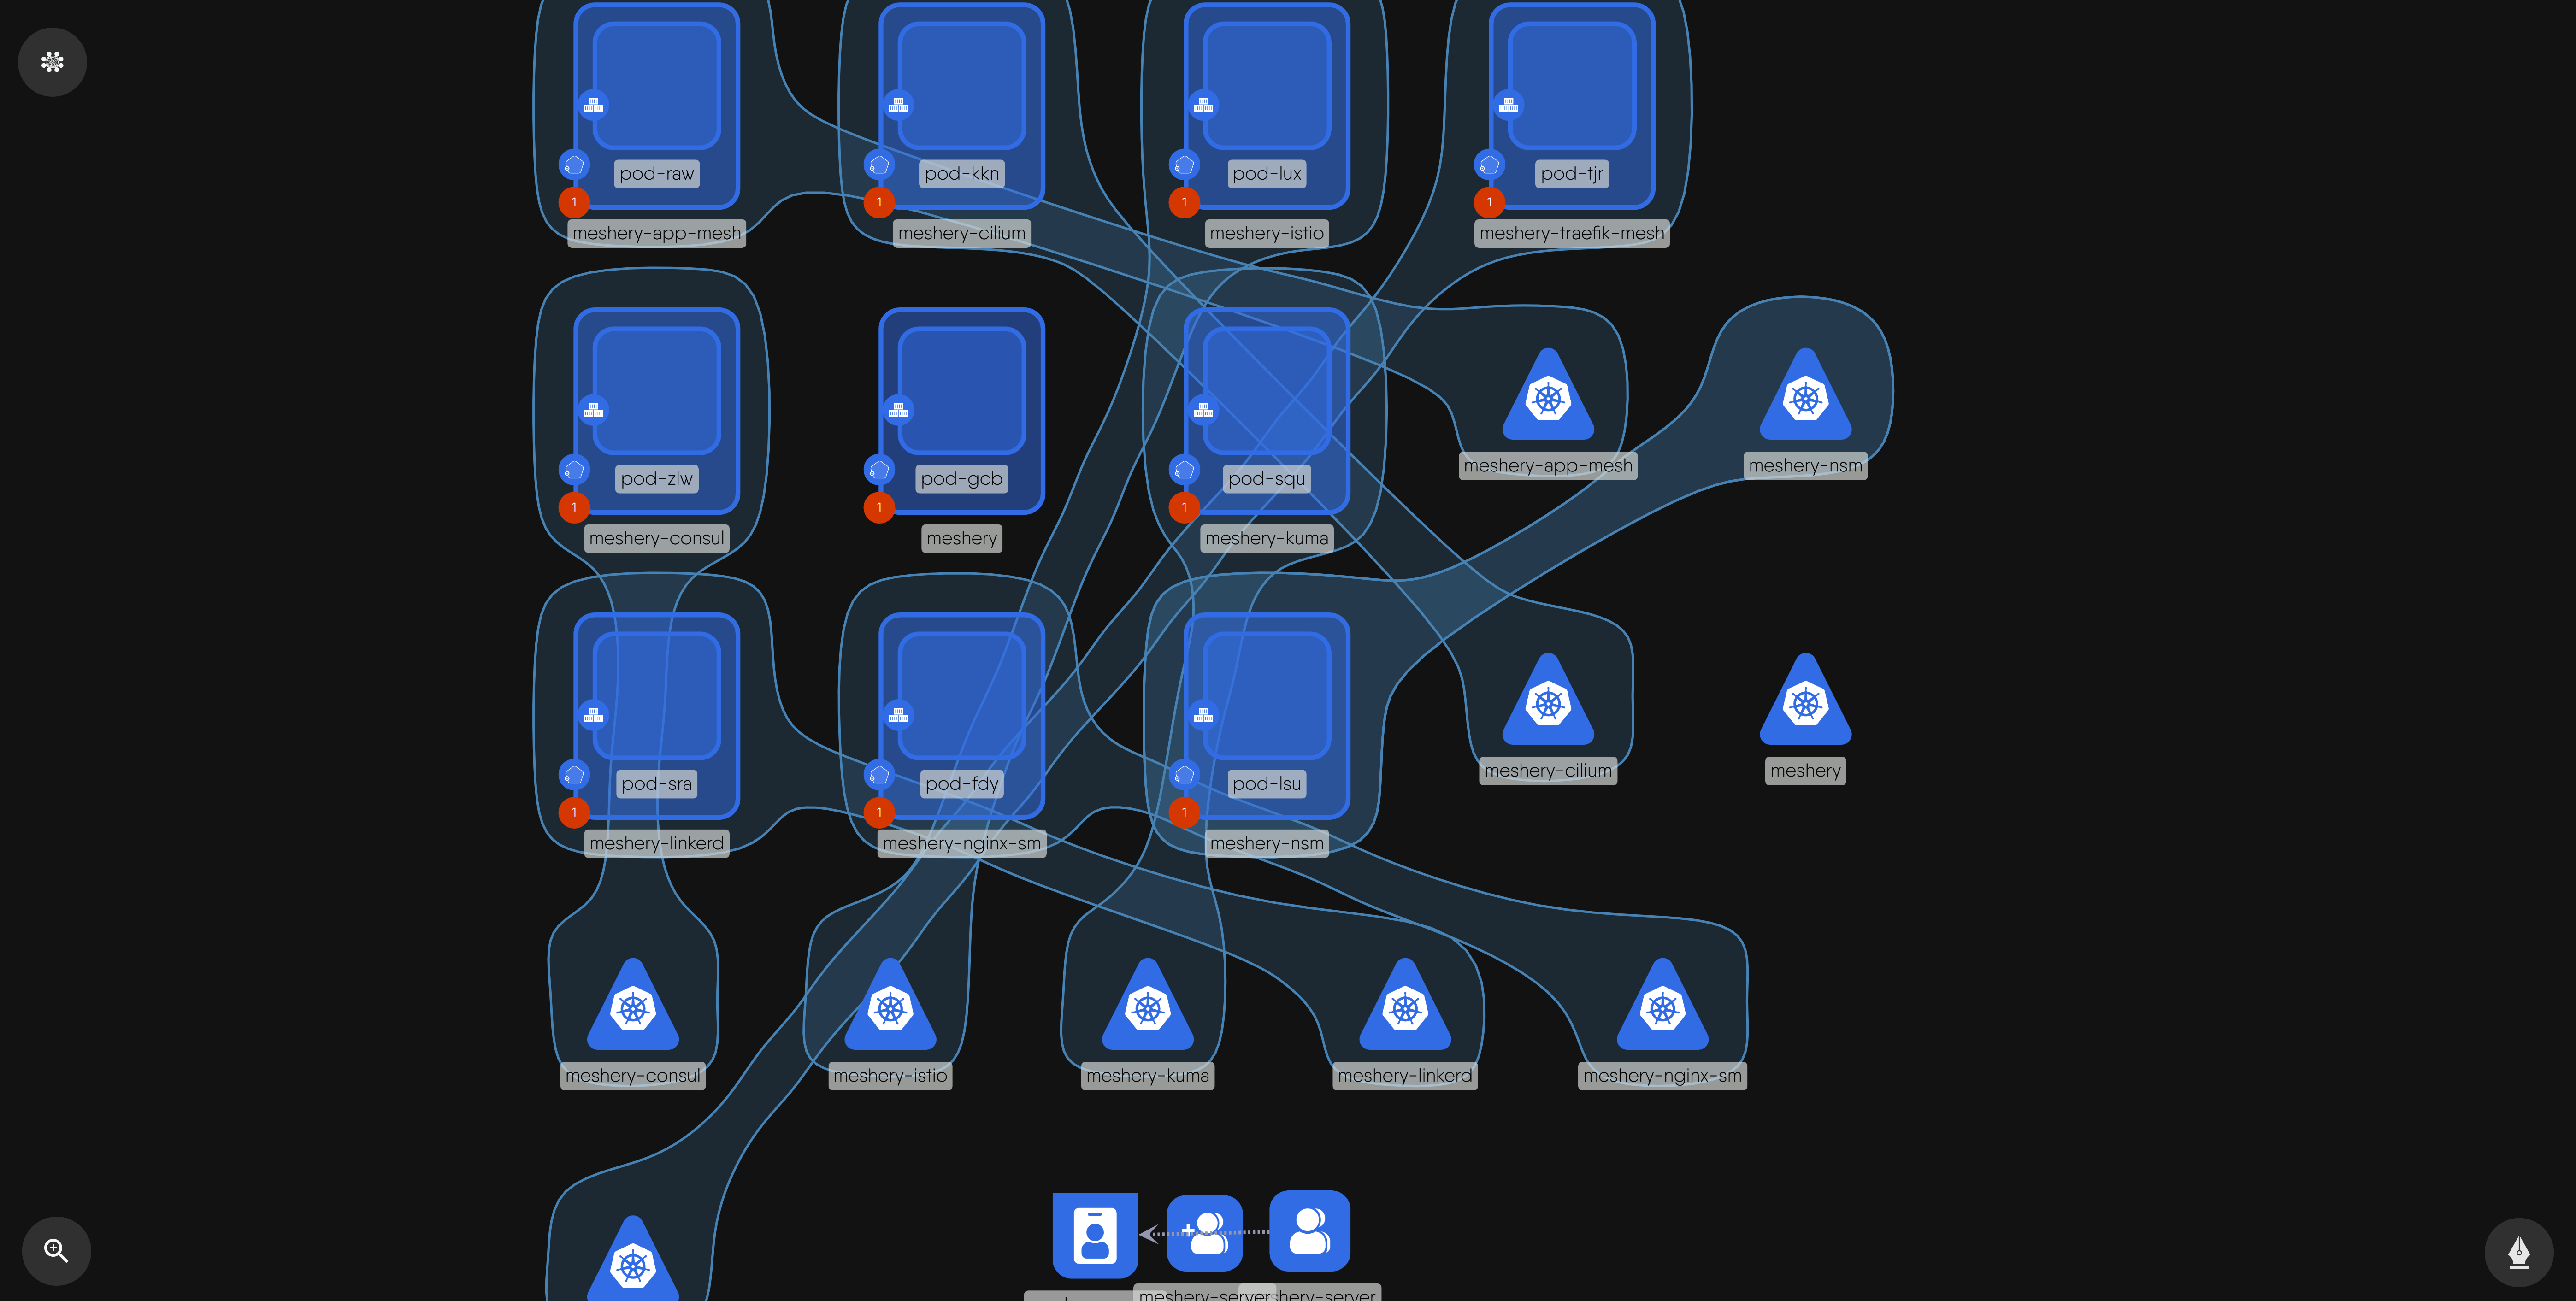 pod-raw
pod-kkn
pod-lux
pod-tjr
1
1
1
1
meshery-app-mesh
meshery-cilium
meshery-istio
meshery-traefik-mesh
pod-zlw
pod-gcb
pod-squ
meshery-app-mesh
meshery-nsm
1
1
1
meshery-consul
meshery
meshery-kuma
pod-sra
pod-fdy
pod-lsu
meshery-cilium
meshery
1
1
1
meshery-linkerd
meshery-nginx-sm
meshery-nsm
meshery-consul
meshery-istio
meshery-kuma
meshery-linkerd
meshery-nginx-sm
meshery-server